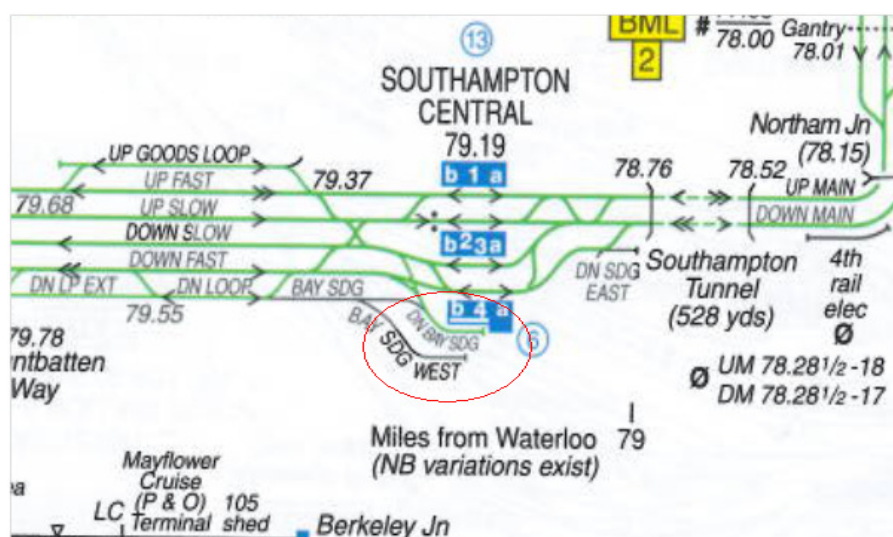 BML
2
#
78.00
Gantry
78.01
13
SOUTHAMPTON
CENTRAL
79.19
Northam Jn
(78.15)
UP GOODS LOOP
UP FAST
79.37
b 1 a
78.76
78.52
UP MAIN
79.68
UP SLOW
DOWN MAIN
DOWN SLOW
b 2 3 a
DOWN FAST
DN LP EXT
DN LOOP
BAY SDG
DN SDG
EAST
Southampton
Tunnel
(528 yds)
4th
rail
elec
Ø
79.55
b 4 a
6
DN BAY SDG
BAY SDG WEST
79.78
ntbatten
Way
Ø UM 78.28 1/2 -18
DM 78.28 1/2 -17
Miles from Waterloo
(NB variations exist)
79
Mayflower
Cruise
(P & O)
Terminal
105
shed
LC
Berkeley Jn